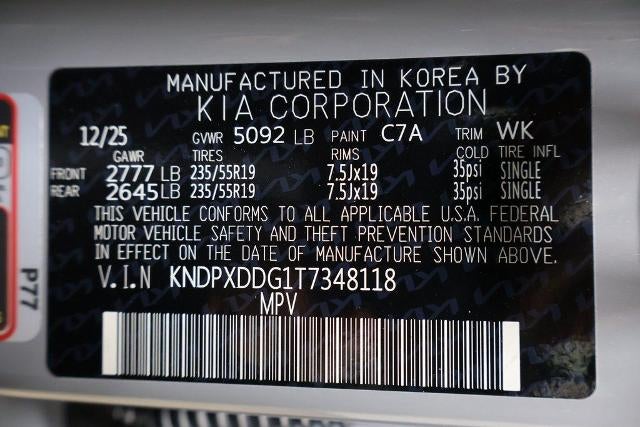 MANUFACTURED IN KOREA BY
KIA CORPORATION
12/25 GVWR 5092 LB PAINT C7A TRIM WK
GAWR TIRES RIMS COLD TIRE INFL
FRONT 2777 LB 235/55R19 7.5Jx19 35psi SINGLE
REAR 2645 LB 235/55R19 7.5Jx19 35psi SINGLE
THIS VEHICLE CONFORMS TO ALL APPLICABLE U.S.A. FEDERAL
MOTOR VEHICLE SAFETY AND THEFT PREVENTION STANDARDS
IN EFFECT ON THE DATE OF MANUFACTURE SHOWN ABOVE.
V.I.N KNDPXDDG1T7348118
MPV
P77